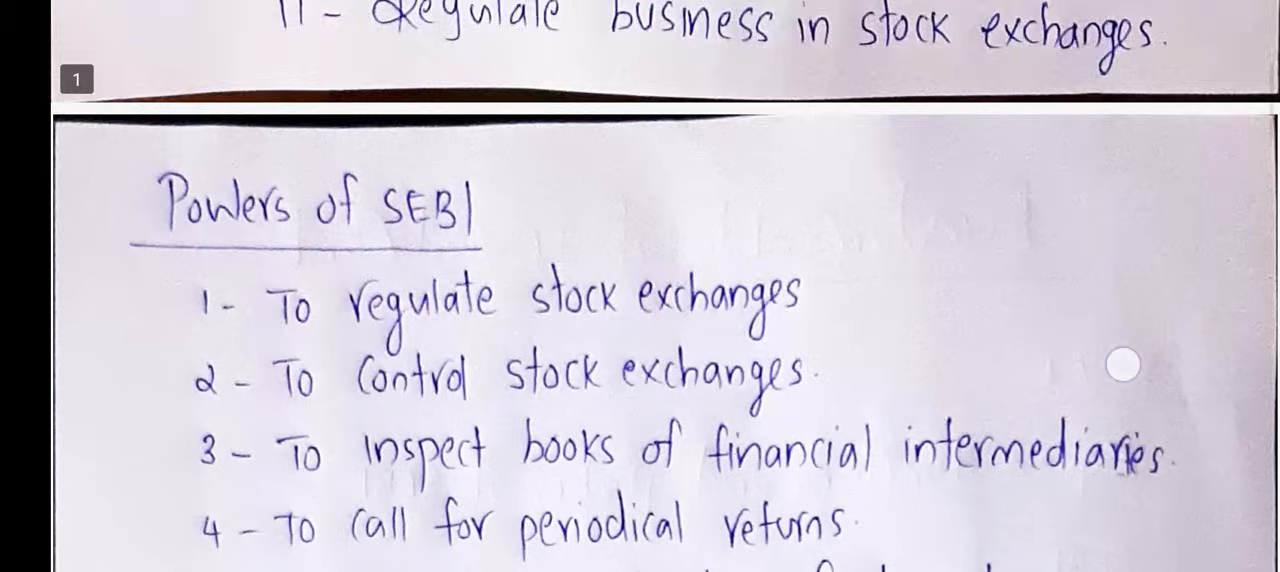 11 - Regulate business in stock exchanges.
1
Powers of SEBI
1- To regulate stock exchanges
2 - To Control stock exchanges.
3 - To inspect books of financial intermediaries.
4 - To call for periodical returns.